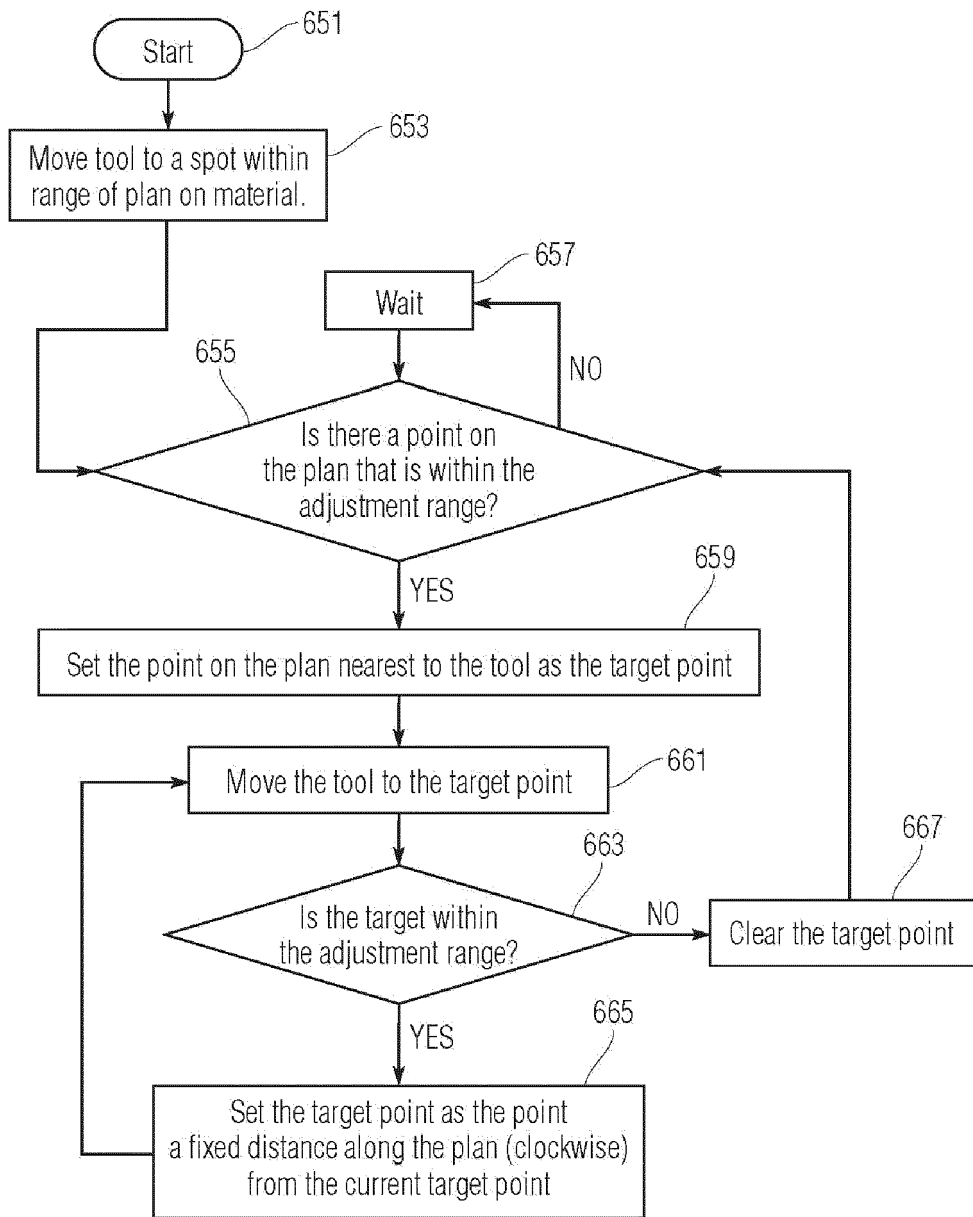 Start
651
653
Move tool to a spot within
range of plan on material.
657
Wait
655
NO
Is there a point on
the plan that is within the
adjustment range?
YES
659
Set the point on the plan nearest to the tool as the target point
Move the tool to the target point
661
663
667
Is the target within
the adjustment range?
NO
Clear the target point
YES
665
Set the target point as the point
a fixed distance along the plan (clockwise)
from the current target point